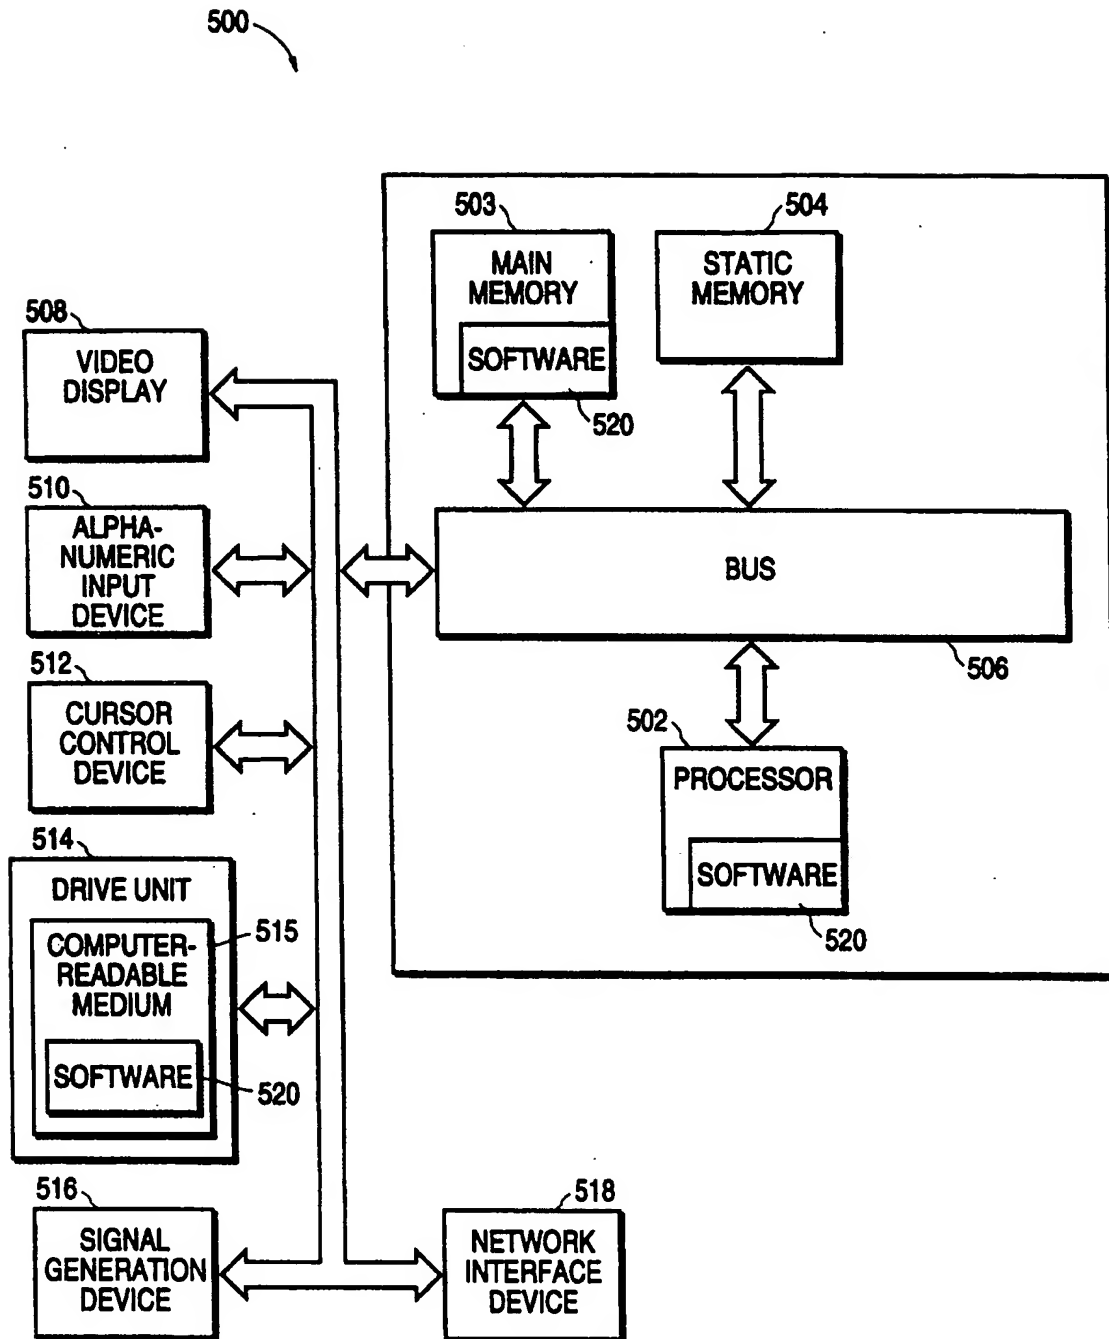 500
503
MAIN
MEMORY
SOFTWARE
520
504
STATIC
MEMORY
508
VIDEO
DISPLAY
510
ALPHA-
NUMERIC
INPUT
DEVICE
BUS
506
512
CURSOR
CONTROL
DEVICE
502
PROCESSOR
SOFTWARE
520
514
DRIVE UNIT
COMPUTER-
READABLE
MEDIUM
515
SOFTWARE
520
516
SIGNAL
GENERATION
DEVICE
518
NETWORK
INTERFACE
DEVICE